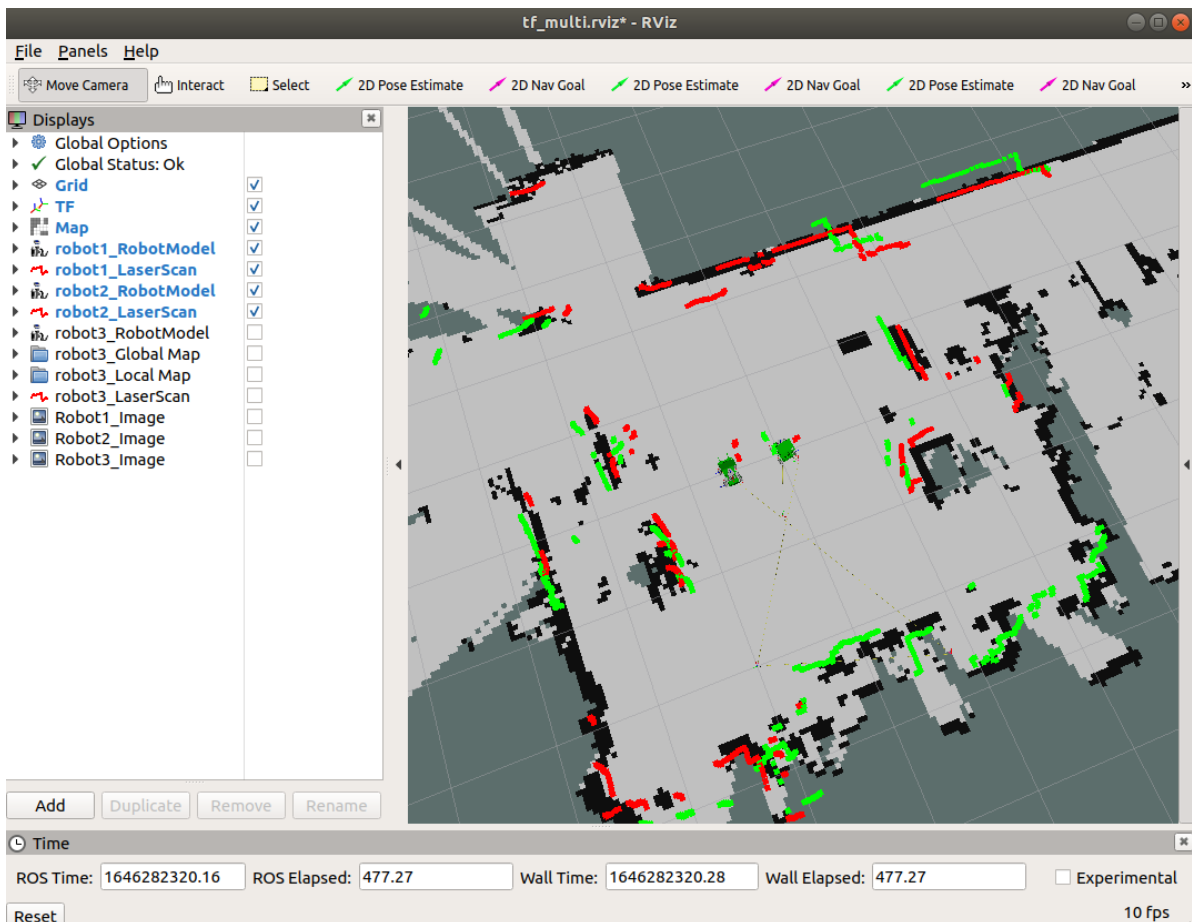 tf_multi.rviz* - RViz
File Panels Help
Move Camera Interact Select 2D Pose Estimate 2D Nav Goal 2D Pose Estimate 2D Nav Goal 2D Pose Estimate 2D Nav Goal »
Displays
Global Options
Global Status: Ok
Grid
TF
Map
robot1_RobotModel
robot1_LaserScan
robot2_RobotModel
robot2_LaserScan
robot3_RobotModel
robot3_Global Map
robot3_Local Map
robot3_LaserScan
Robot1_Image
Robot2_Image
Robot3_Image
Add Duplicate Remove Rename
Time
ROS Time: 1646282320.16 ROS Elapsed: 477.27 Wall Time: 1646282320.28 Wall Elapsed: 477.27 Experimental
Reset 10 fps